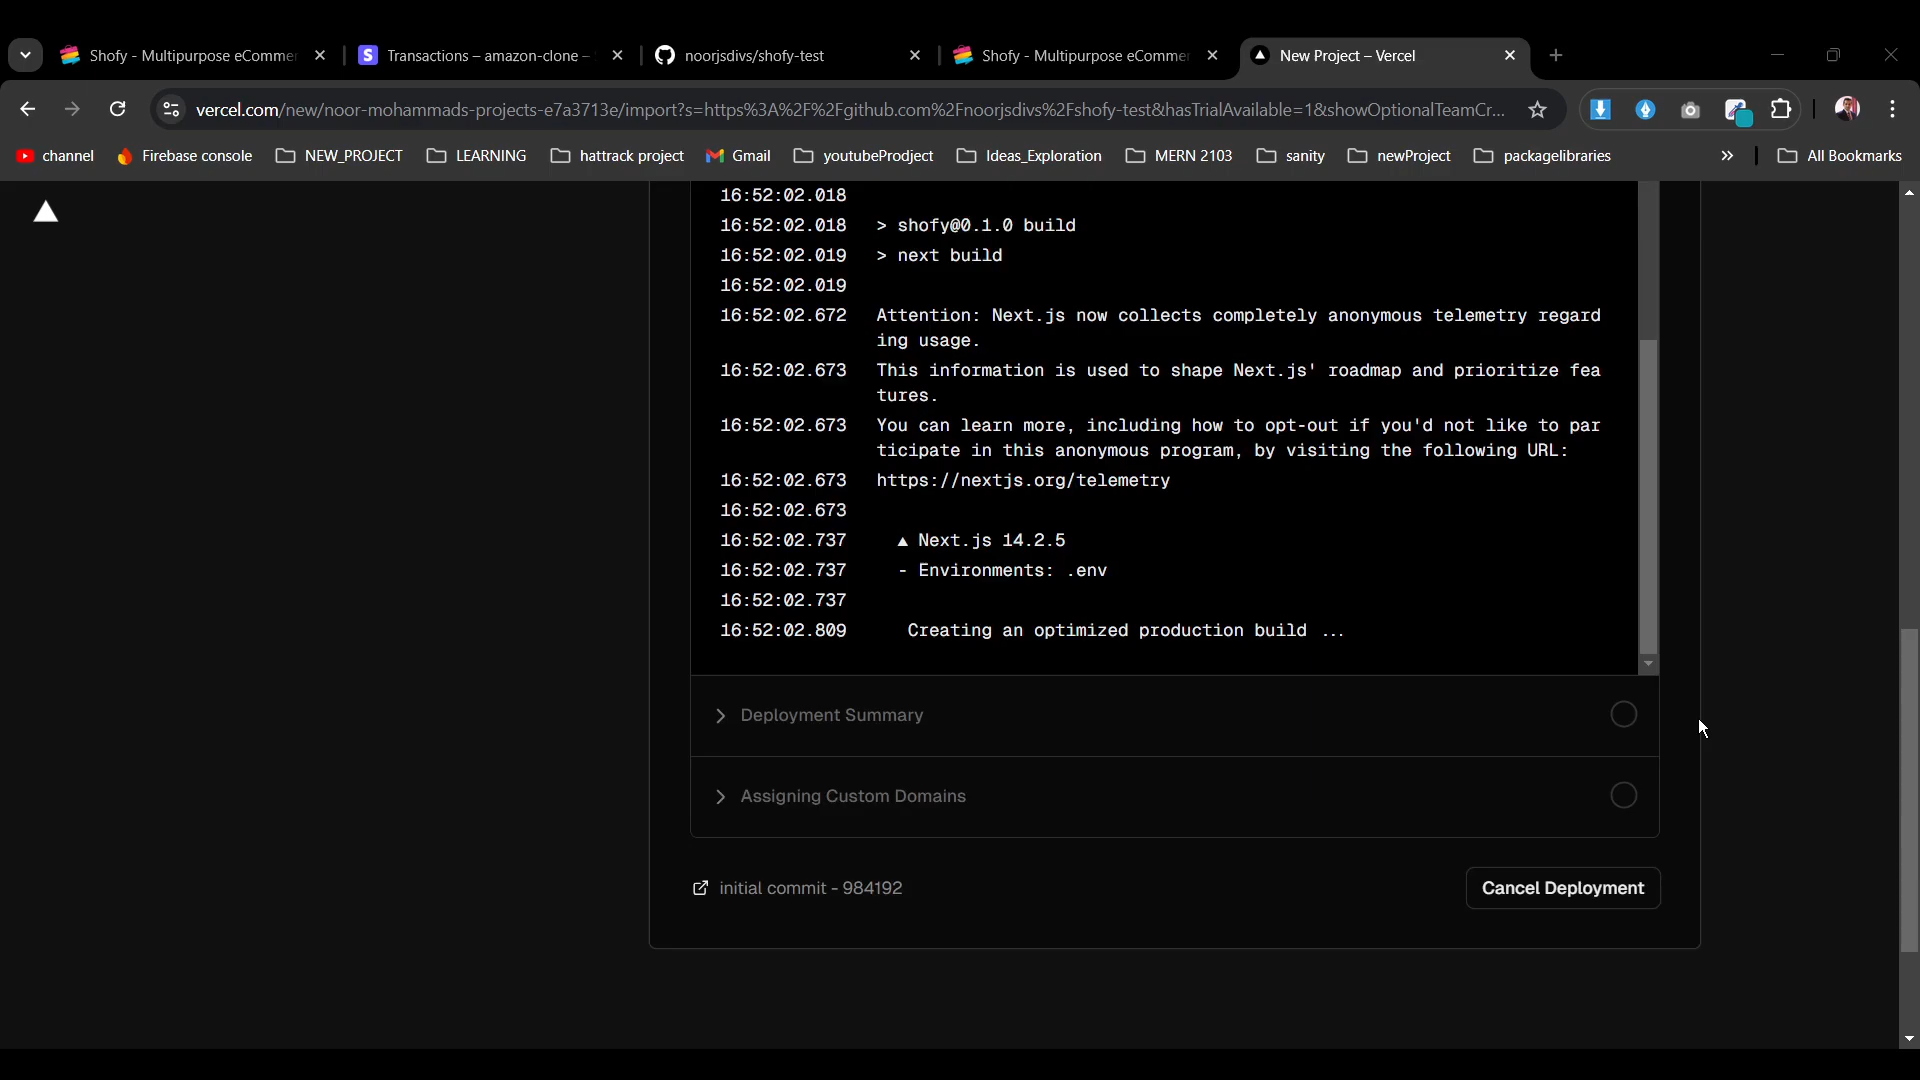 Shofy - Multipurpose eCommer
Transactions – amazon-clone –
noorjsdivs/shofy-test
Shofy - Multipurpose eCommer
New Project – Vercel
vercel.com/new/noor-mohammads-projects-e7a3713e/import?s=https%3A%2F%2Fgithub.com%2Fnoorjsdivs%2Fshofy-test&hasTrialAvailable=1&showOptionalTeamCr...
channel
Firebase console
NEW_PROJECT
LEARNING
hattrack project
Gmail
youtubeProdject
Ideas_Exploration
MERN 2103
sanity
newProject
packagelibraries
All Bookmarks
16:52:02.018
16:52:02.018 > shofy@0.1.0 build
16:52:02.019 > next build
16:52:02.019
16:52:02.672 Attention: Next.js now collects completely anonymous telemetry regard
ing usage.
16:52:02.673 This information is used to shape Next.js' roadmap and prioritize fea
tures.
16:52:02.673 You can learn more, including how to opt-out if you'd not like to par
ticipate in this anonymous program, by visiting the following URL:
16:52:02.673 https://nextjs.org/telemetry
16:52:02.673
16:52:02.737 ▲ Next.js 14.2.5
16:52:02.737 - Environments: .env
16:52:02.737
16:52:02.809 Creating an optimized production build ...
Deployment Summary
Assigning Custom Domains
initial commit - 984192
Cancel Deployment